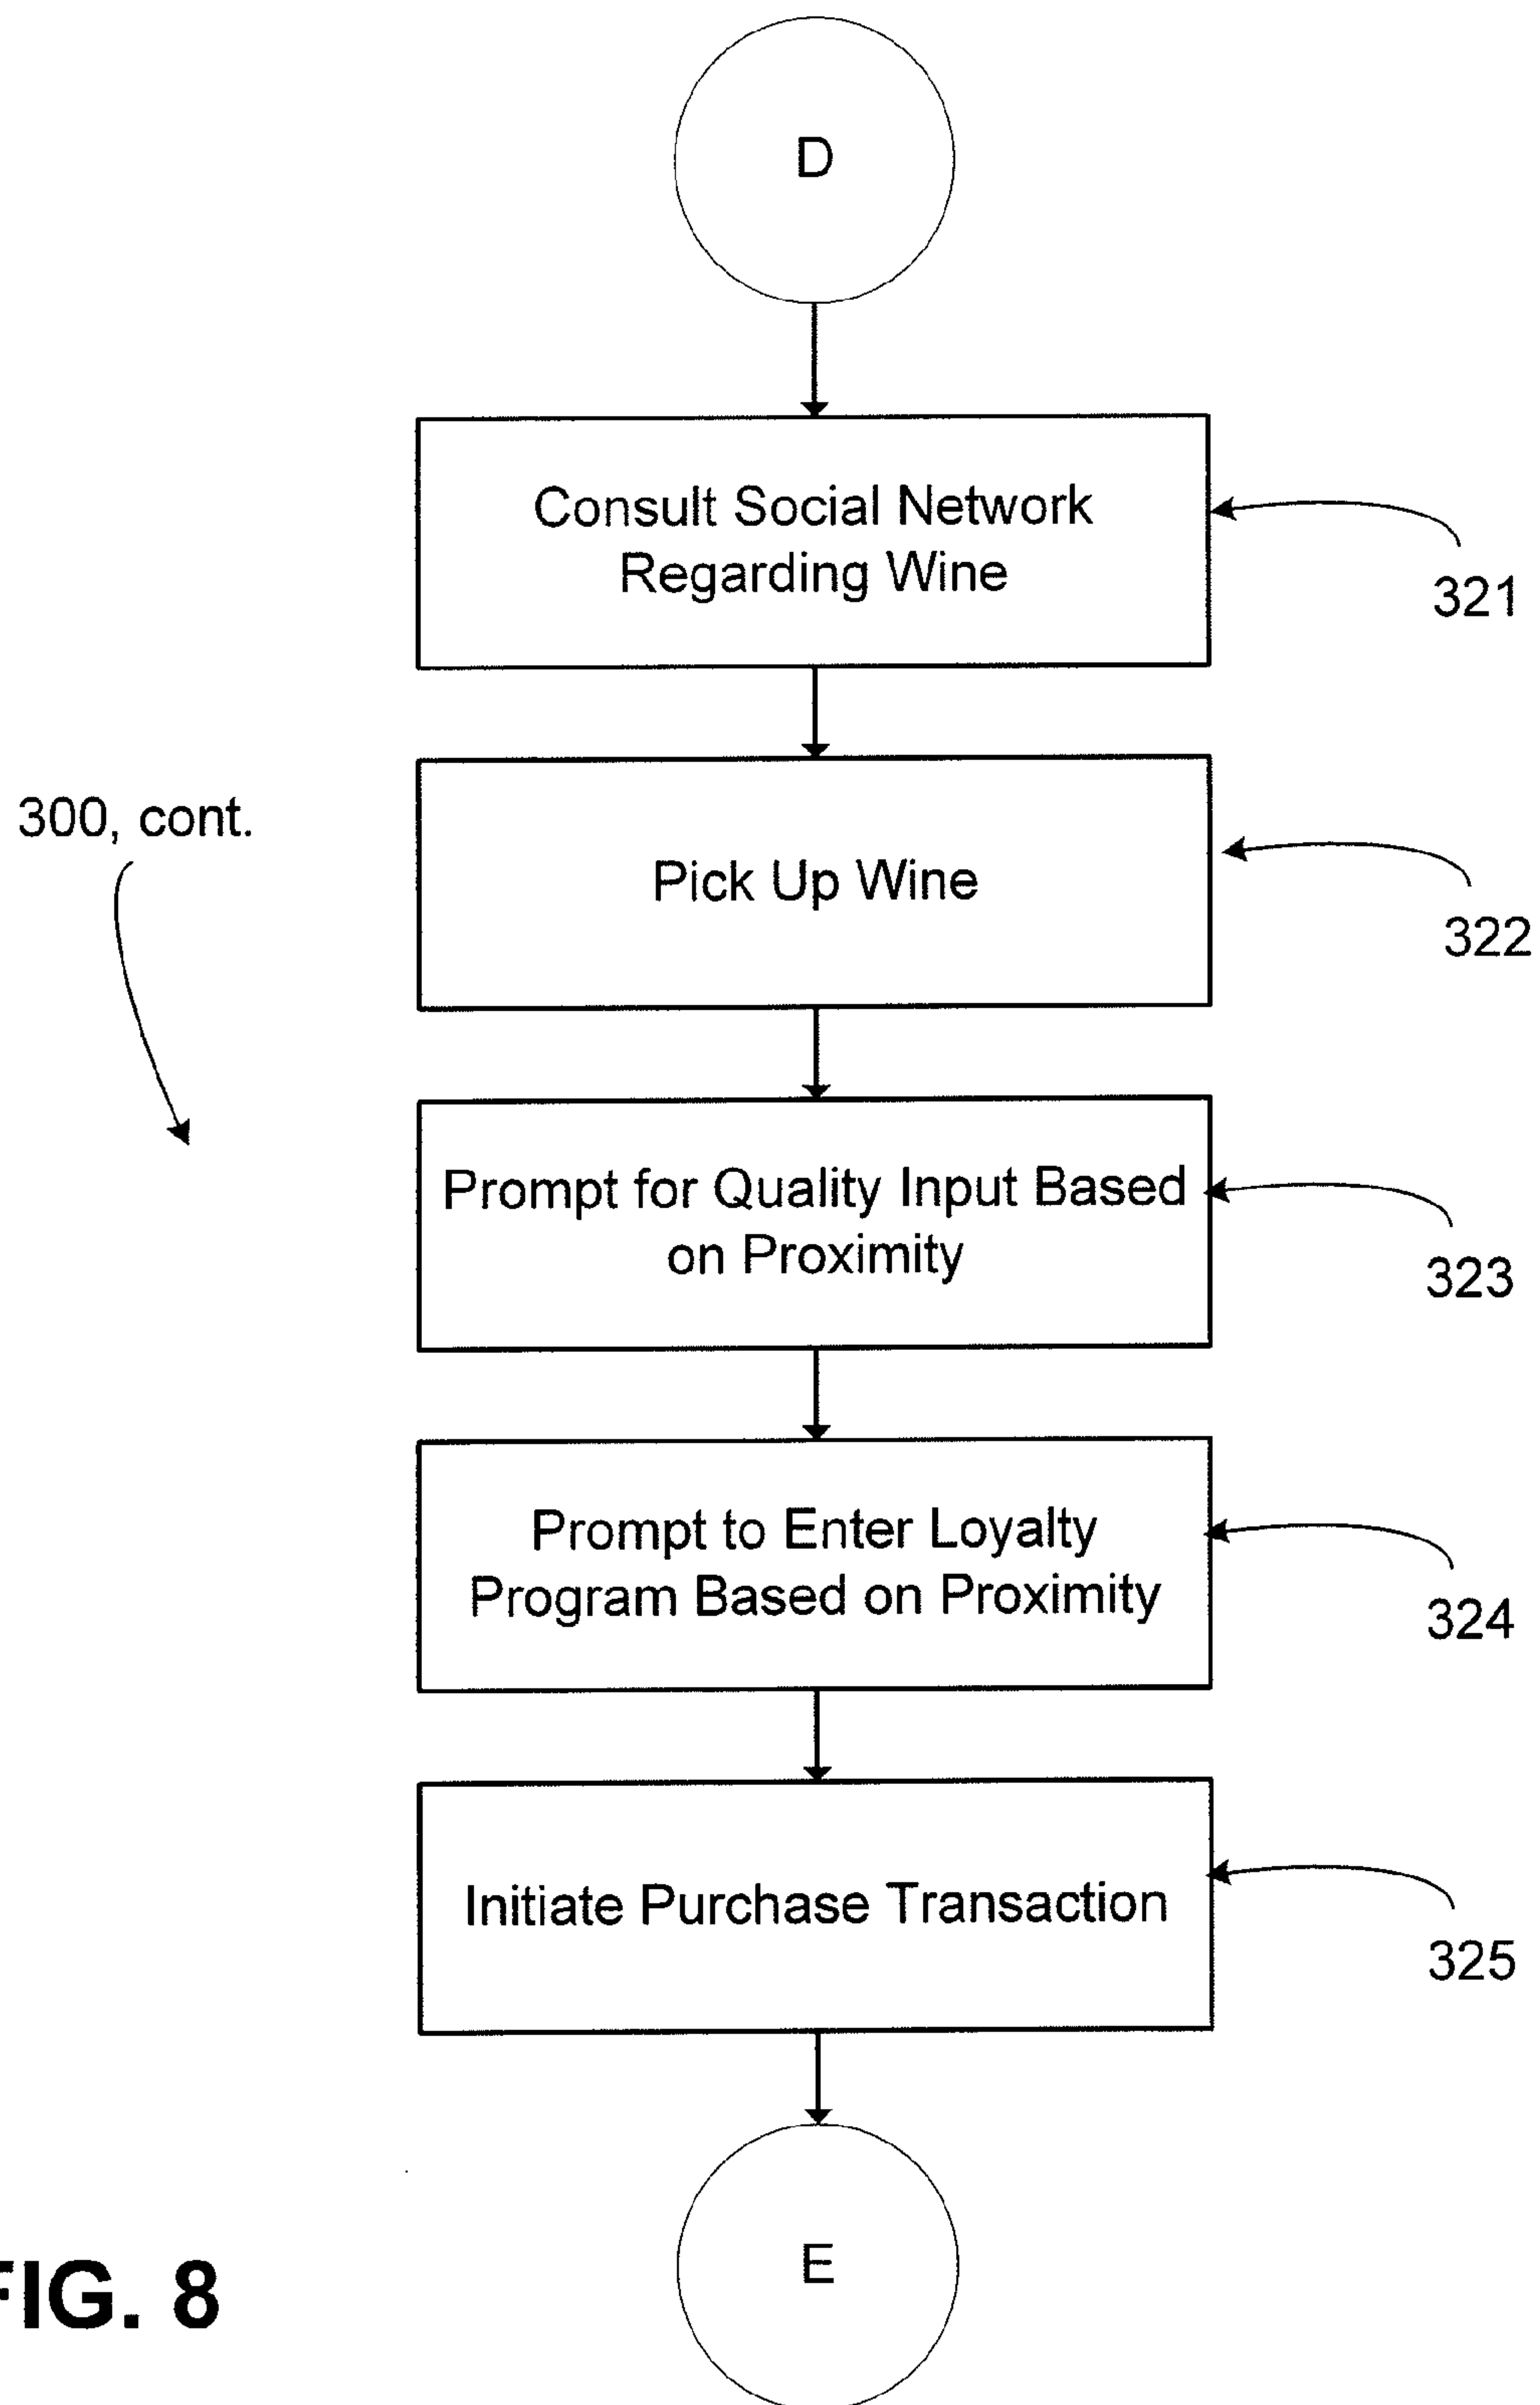 D
Consult Social Network
Regarding Wine
321
300, cont.
Pick Up Wine
322
Prompt for Quality Input Based
on Proximity
323
Prompt to Enter Loyalty
Program Based on Proximity
324
Initiate Purchase Transaction
325
E
FIG. 8